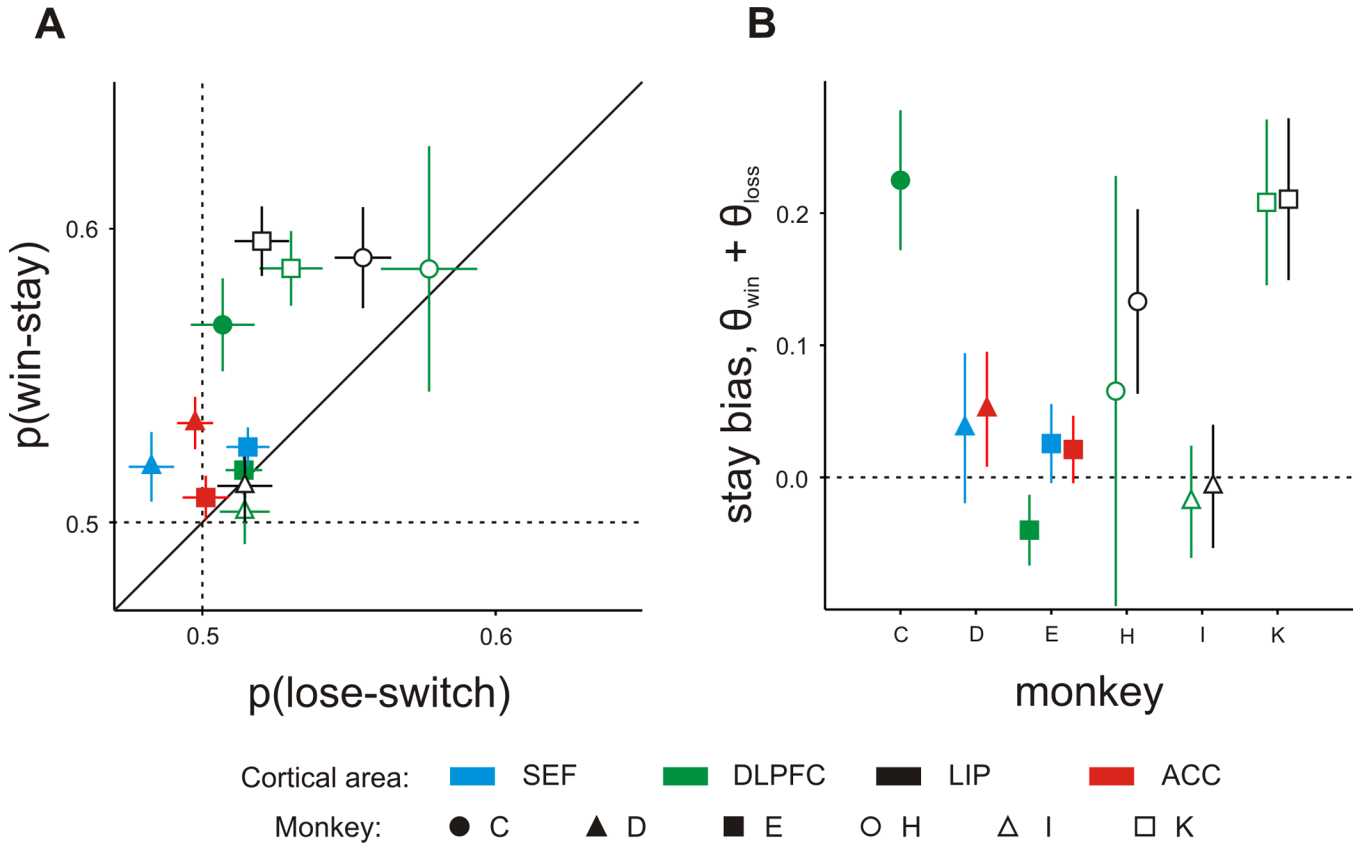 A
B
p(win-stay)
0.6
0.5
0.5
0.6
p(lose-switch)
stay bias, θwin + θloss
0.2
0.1
0.0
C
D
E
H
I
K
monkey
Cortical area: SEF DLPFC LIP ACC
Monkey: C D E H I K